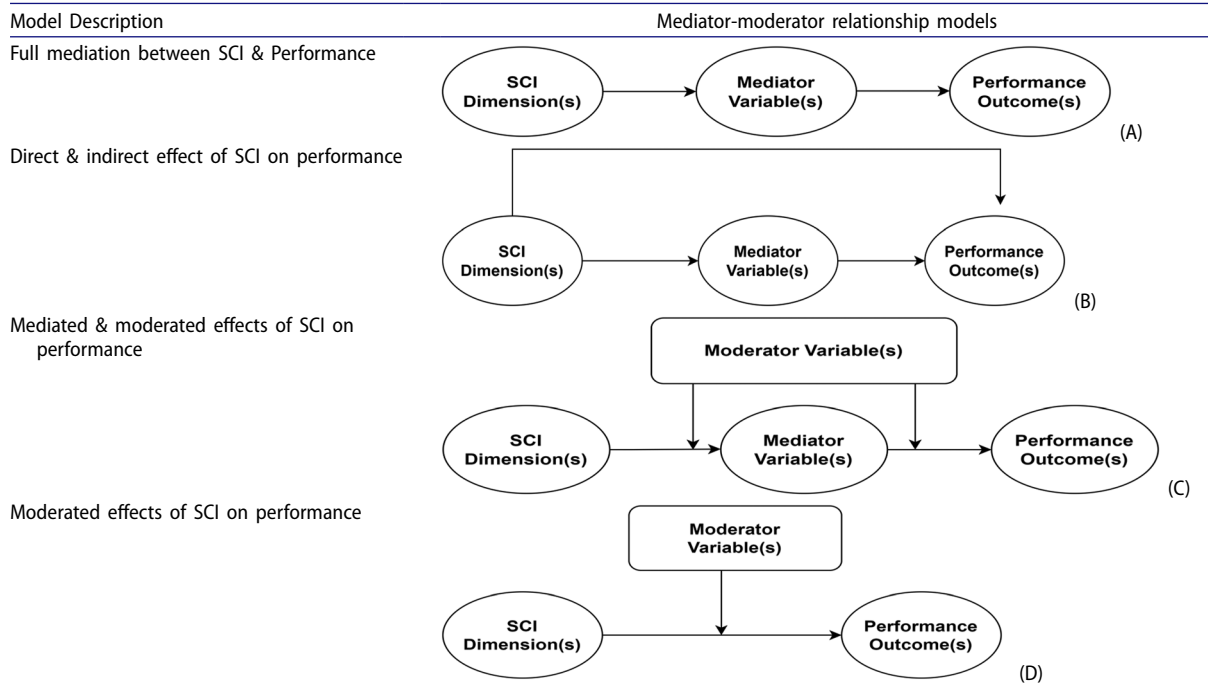 Model Description
Mediator-moderator relationship models
Full mediation between SCI & Performance
SCI
Dimension(s)
Mediator
Variable(s)
Performance
Outcome(s)
(A)
Direct & indirect effect of SCI on performance
SCI
Dimension(s)
Mediator
Variable(s)
Performance
Outcome(s)
(B)
Mediated & moderated effects of SCI on
performance
Moderator Variable(s)
SCI
Dimension(s)
Mediator
Variable(s)
Performance
Outcome(s)
(C)
Moderated effects of SCI on performance
Moderator
Variable(s)
SCI
Dimension(s)
Performance
Outcome(s)
(D)